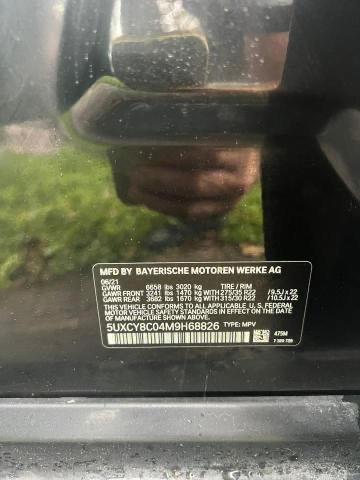 MFD BY BAYERISCHE MOTOREN WERKE AG
06/21
GVWR 6658 lbs 3020 kg TIRE / RIM
GAWR FRONT 3241 lbs 1470 kg WITH 275/35 R22 /9.5J x 22
GAWR REAR 3682 lbs 1670 kg WITH 315/30 R22 /10.5J x 22
THIS VEHICLE CONFORMS TO ALL APPLICABLE U. S. FEDERAL
MOTOR VEHICLE SAFETY STANDARDS IN EFFECT ON THE DATE
OF MANUFACTURE SHOWN ABOVE.
5UXCY8C04M9H68826 TYPE: MPV 475M